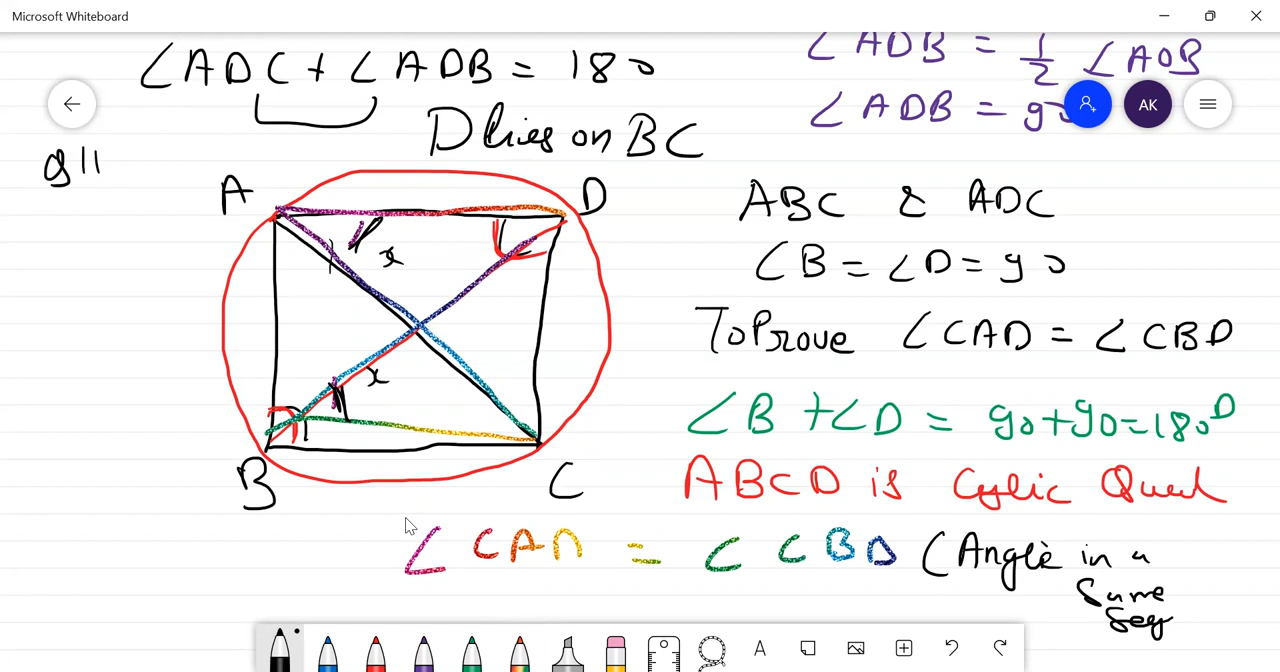 Microsoft Whiteboard
∠ADC + ∠ADB = 180
D lies on BC
∠ADB = 1/2 ∠AOB
∠ADB = 90
AK
Q11
A
D
x
x
B
C
ABC & ADC
∠B = ∠D = 90
To Prove ∠CAD = ∠CBD
∠B + ∠D = 90+90=180°
ABCD is Cyclic Quad
∠CAD = ∠CBD (Angle in a
Same
Seg
A